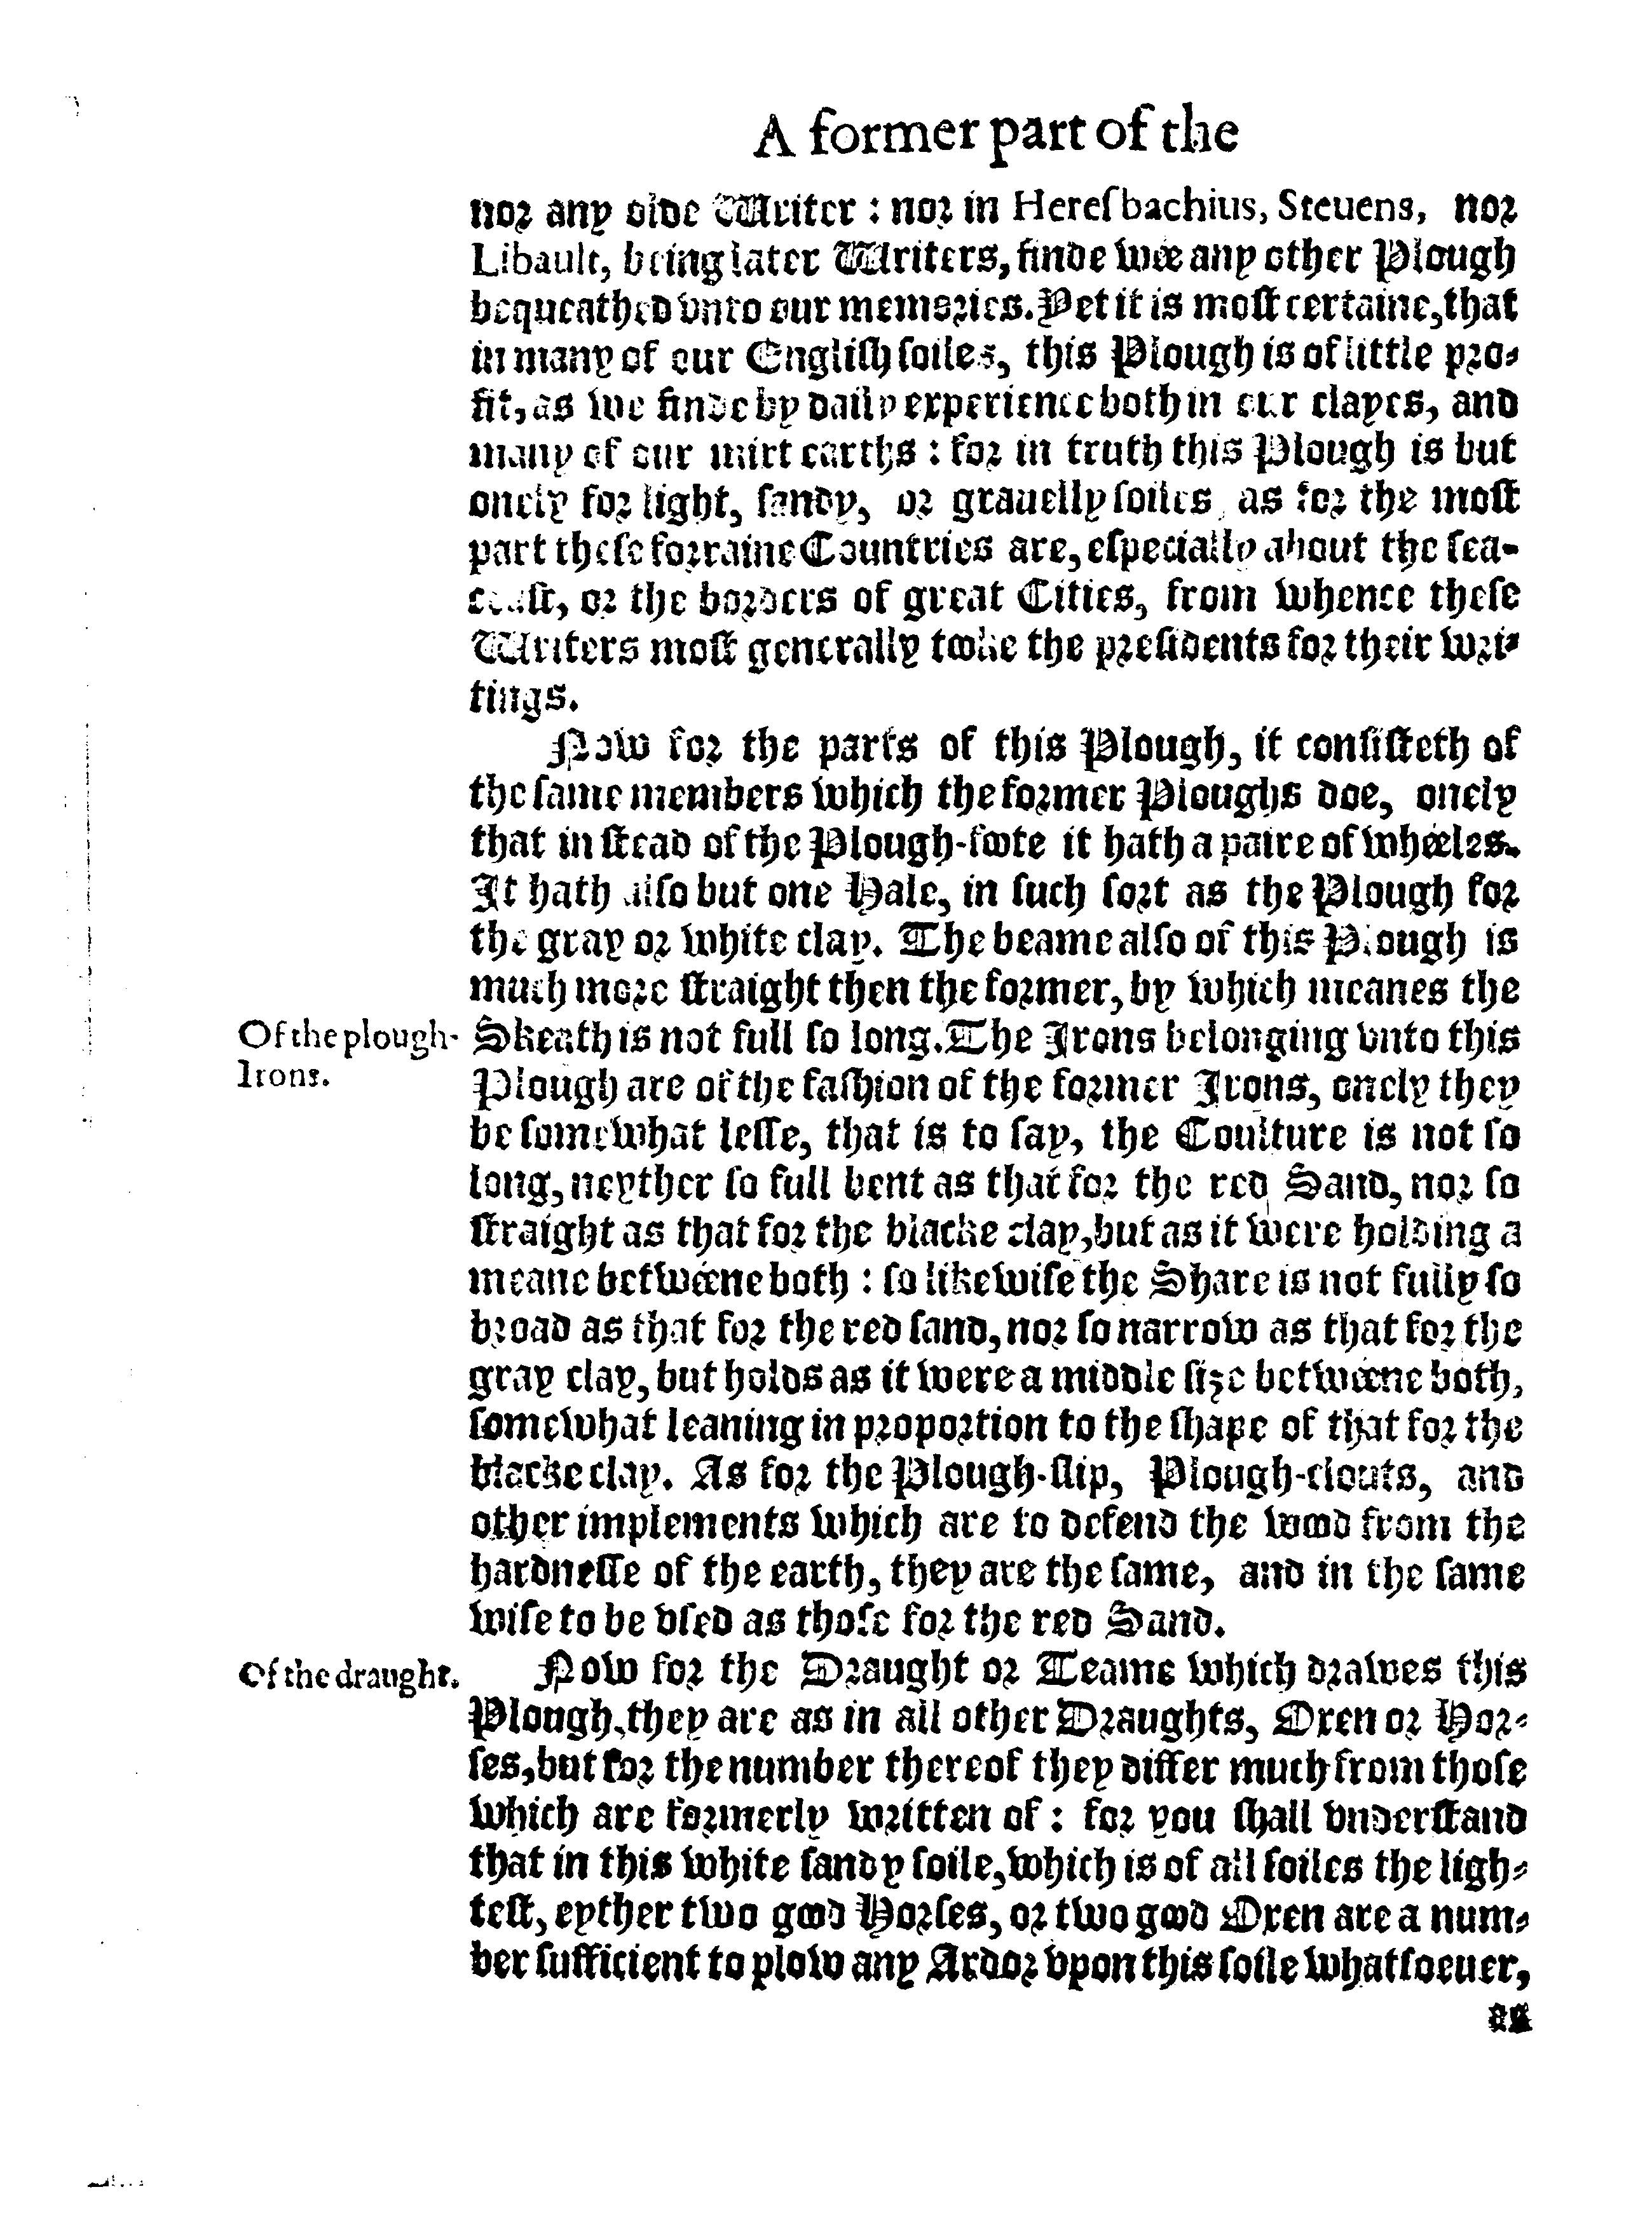 A former part of the
nor any olde Writer : nor in Hereſbachius, Steuens, nor
Libault, being later Writers, finde wee any other Plough
bequeathed vnto our memories. Yet it is moſt certaine, that
in many of our Engliſh ſoiles, this Plough is of little pro-
fit, as we finde by daily experience both in our clayes, and
many of our mixt earths : for in truth this Plough is but
onely for light, ſandy, or grauelly ſoiles as for the moſt
part theſe forraine Countries are, eſpecially about the ſea-
coaſt, or the borders of great Cities, from whence theſe
Writers moſt generally tooke the preſidents for their wri-
tings.
Now for the parts of this Plough, it conſiſteth of
the ſame members which the former Ploughs doe, onely
that in ſtead of the Plough-foote it hath a paire of wheeles.
It hath alſo but one Hale, in ſuch ſort as the Plough for
the gray or white clay. The beame alſo of this Plough is
much more ſtraight then the former, by which meanes the
Of the plough-
Irons.
Skeath is not full ſo long. The Irons belonging vnto this
Plough are of the faſhion of the former Irons, onely they
be ſomewhat leſſe, that is to ſay, the Coulture is not ſo
long, neyther ſo full bent as that for the red Sand, nor ſo
ſtraight as that for the blacke clay, but as it were holding a
meane betweene both : ſo likewiſe the Share is not fully ſo
broad as that for the red ſand, nor ſo narrow as that for the
gray clay, but holds as it were a middle ſize betweene both,
ſomewhat leaning in proportion to the ſhape of that for the
blacke clay. As for the Plough-ſlip, Plough-clouts, and
other implements which are to defend the wood from the
hardneſſe of the earth, they are the ſame, and in the ſame
wiſe to be vſed as thoſe for the red Sand.
Of the draught.
Now for the Draught or Teame which drawes this
Plough, they are as in all other Draughts, Oxen or Hor-
ſes, but for the number thereof they differ much from thoſe
which are formerly written of : for you ſhall vnderſtand
that in this white ſandy ſoile, which is of all ſoiles the ligh-
teſt, eyther two good Horſes, or two good Oxen are a num-
ber ſufficient to plow any Ardor vpon this ſoile whatſoeuer,
as